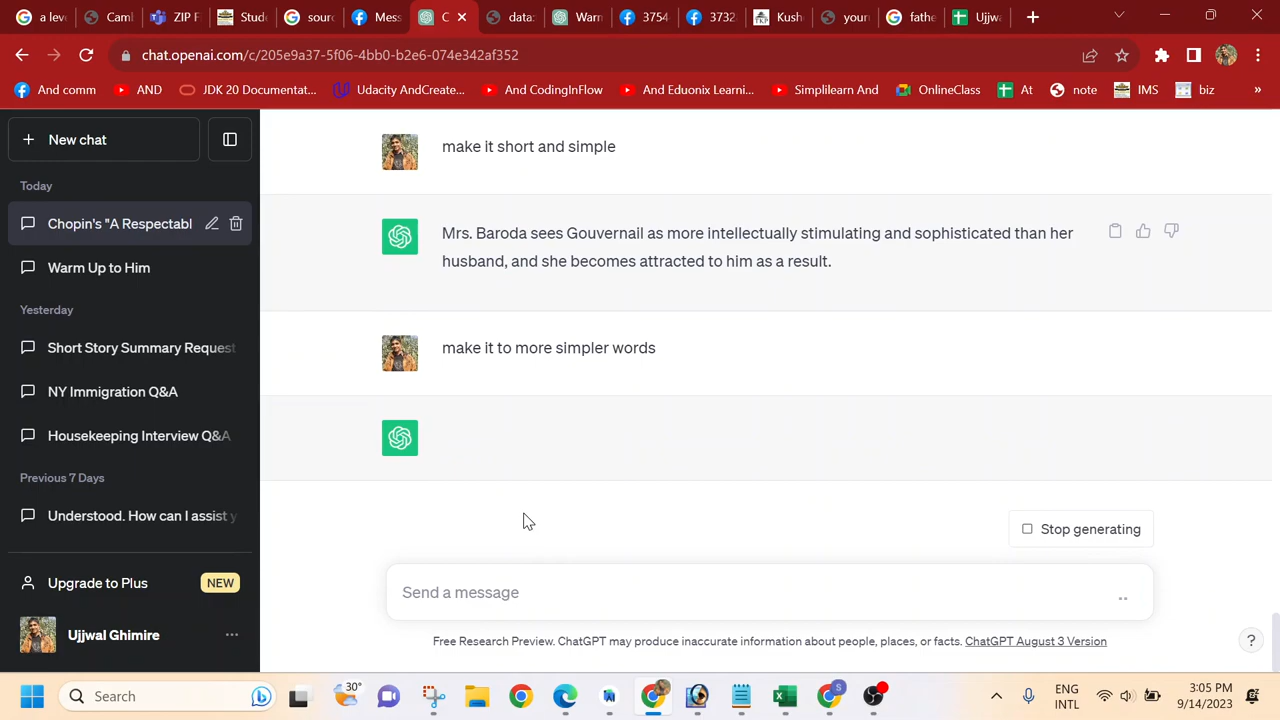 a leve
Camb
ZIP F
Stude
sourc
Mess
C
data:
Warn
3754
3732
Kush
your
fathe
Ujjwa
chat.openai.com/c/205e9a37-5f06-4bb0-b2e6-074e342af352
And comm
AND
JDK 20 Documentat...
Udacity AndCreate...
And CodingInFlow
And Eduonix Learni...
Simplilearn And
OnlineClass
At
note
IMS
biz
»
New chat
Today
Chopin's "A Respectabl
Warm Up to Him
Yesterday
Short Story Summary Request
NY Immigration Q&A
Housekeeping Interview Q&A
Previous 7 Days
Understood. How can I assist y
Upgrade to Plus
NEW
Ujjwal Ghimire
make it short and simple
Mrs. Baroda sees Gouvernail as more intellectually stimulating and sophisticated than her
husband, and she becomes attracted to him as a result.
make it to more simpler words
Stop generating
Send a message
Free Research Preview. ChatGPT may produce inaccurate information about people, places, or facts. ChatGPT August 3 Version
?
Search
30°
S
ENG
INTL
3:05 PM
9/14/2023